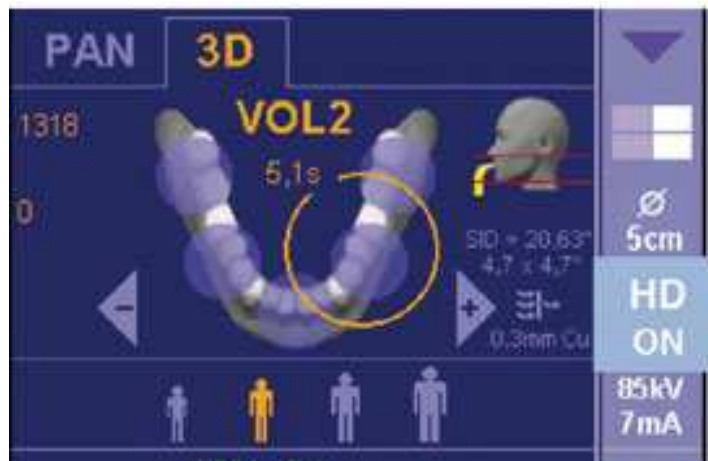 PAN
3D
VOL2
1318
5,1s
0
SID = 20,63"
4,7 x 4,7"
0,3mm Cu
-
+
Ø
5cm
HD
ON
85kV
7mA